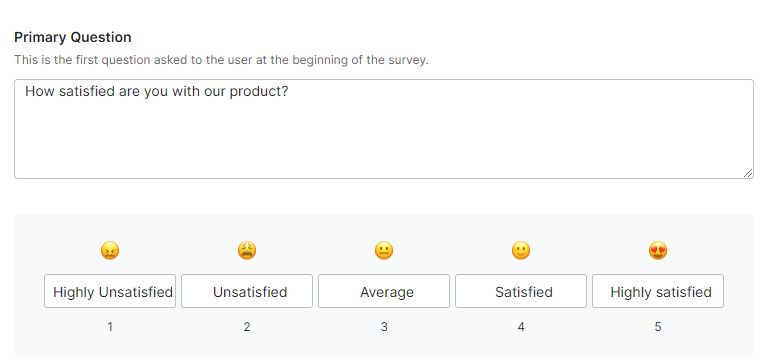 Primary Question
This is the first question asked to the user at the beginning of the survey.
How satisfied are you with our product?
Highly Unsatisfied Unsatisfied Average Satisfied Highly satisfied
1 2 3 4 5